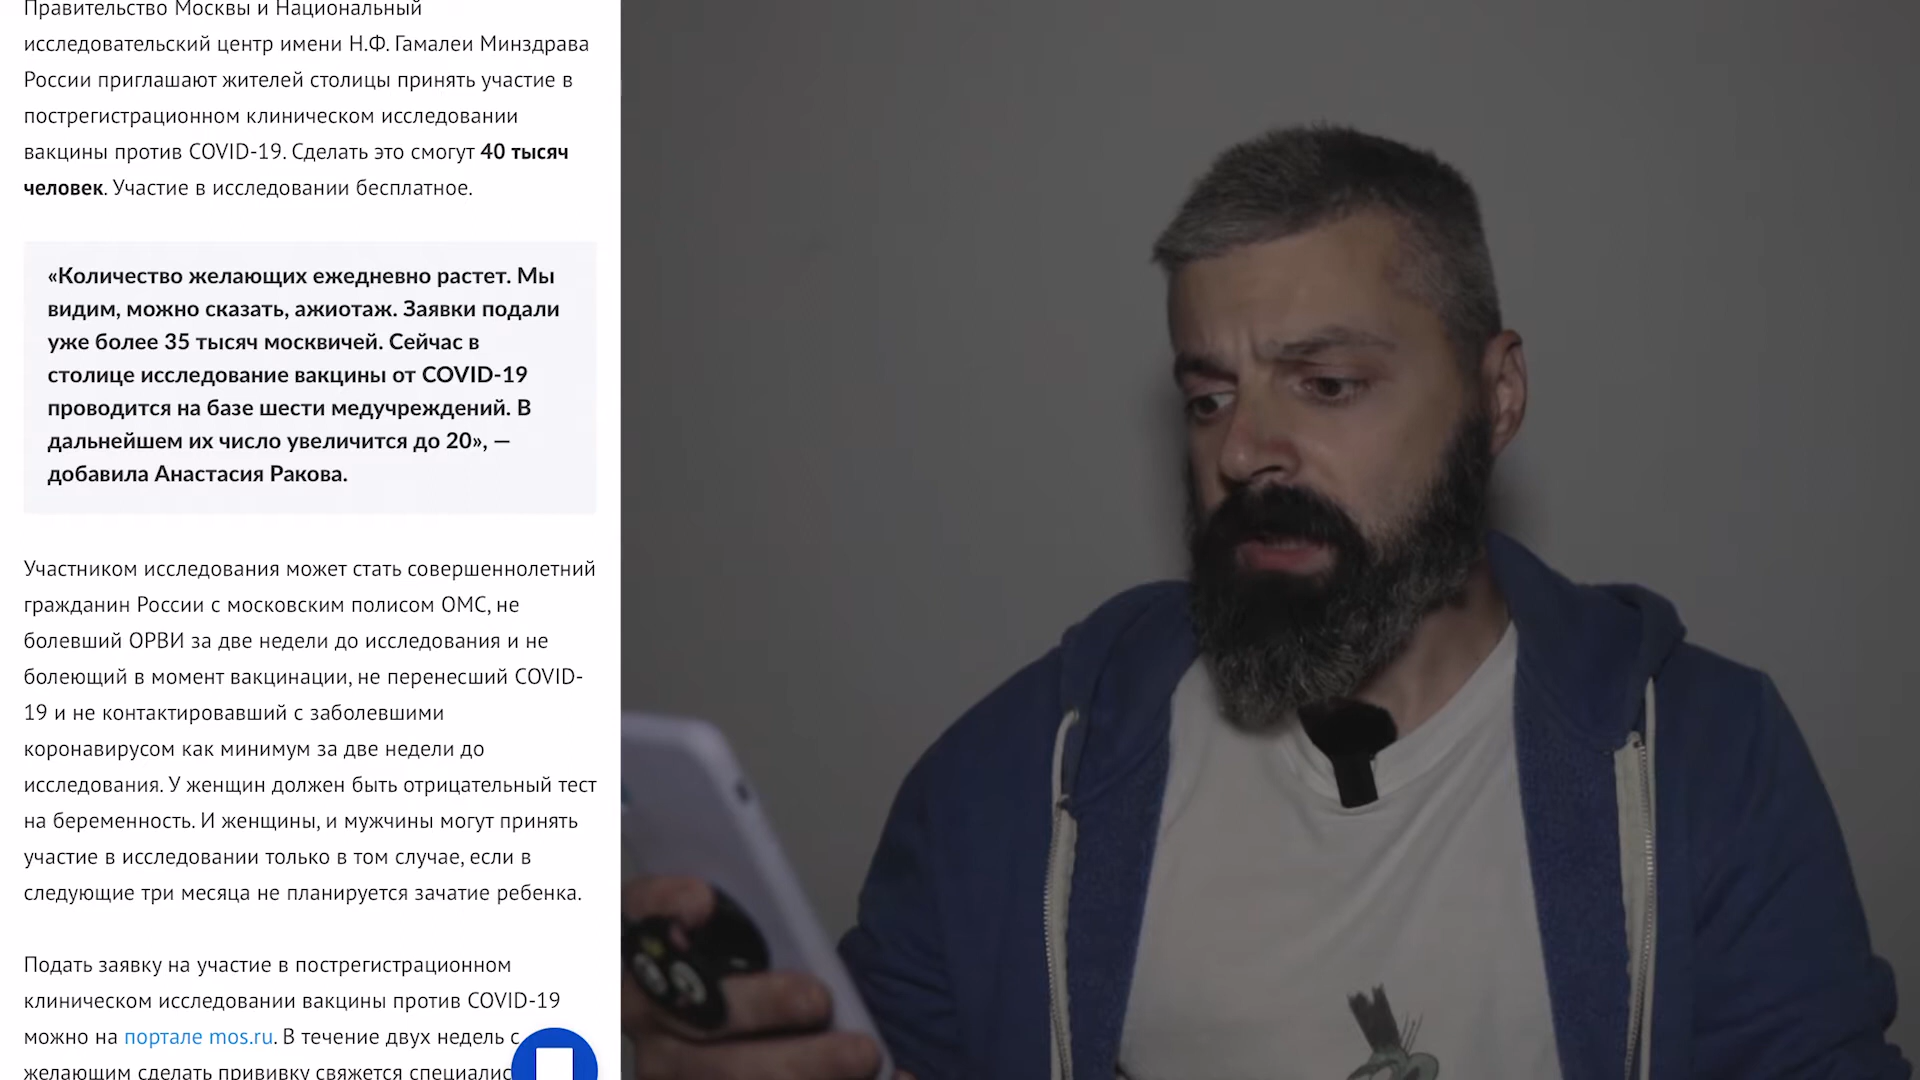 Правительство Москвы и Национальный
исследовательский центр имени Н.Ф. Гамалеи Минздрава
России приглашают жителей столицы принять участие в
пострегистрационном клиническом исследовании
вакцины против COVID-19. Сделать это смогут 40 тысяч
человек. Участие в исследовании бесплатное.
«Количество желающих ежедневно растет. Мы
видим, можно сказать, ажиотаж. Заявки подали
уже более 35 тысяч москвичей. Сейчас в
столице исследование вакцины от COVID-19
проводится на базе шести медучреждений. В
дальнейшем их число увеличится до 20», —
добавила Анастасия Ракова.
Участником исследования может стать совершеннолетний
гражданин России с московским полисом ОМС, не
болевший ОРВИ за две недели до исследования и не
болеющий в момент вакцинации, не перенесший COVID-
19 и не контактировавший с заболевшими
коронавирусом как минимум за две недели до
исследования. У женщин должен быть отрицательный тест
на беременность. И женщины, и мужчины могут принять
участие в исследовании только в том случае, если в
следующие три месяца не планируется зачатие ребенка.
Подать заявку на участие в пострегистрационном
клиническом исследовании вакцины против COVID-19
можно на портале mos.ru. В течение двух недель с
желающим сделать прививку свяжется